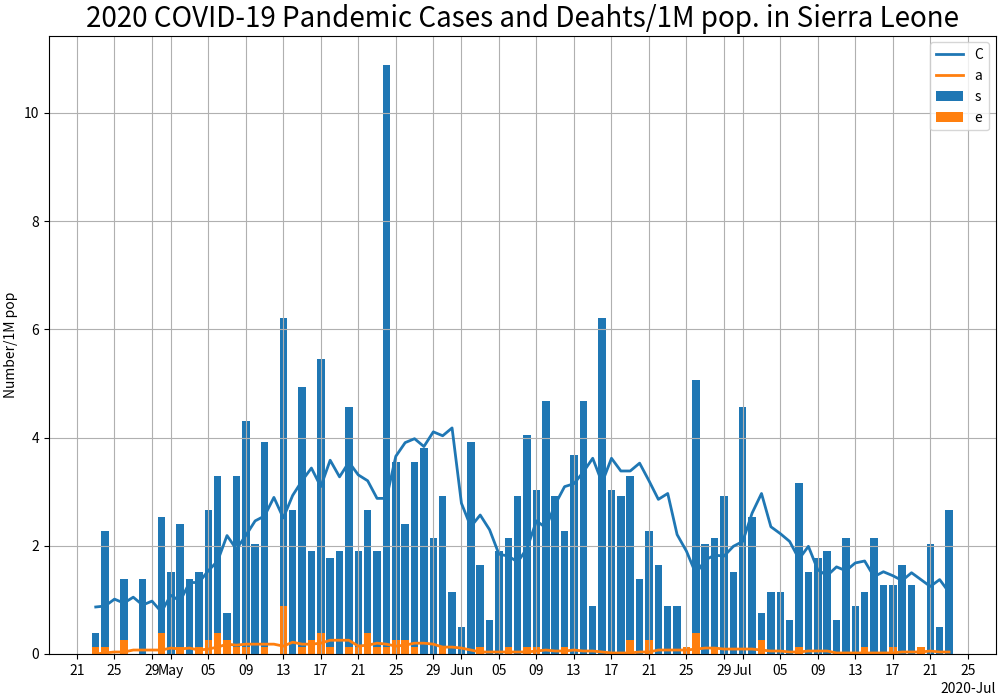 2020 COVID-19 Pandemic Cases and Deahts/1M pop. in Sierra Leone
C
a
s
e
Number/1M pop
10
8
6
4
2
0
21 25 29 May 05 09 13 17 21 25 29 Jun 05 09 13 17 21 25 29 Jul 05 09 13 17 21 25
2020-Jul